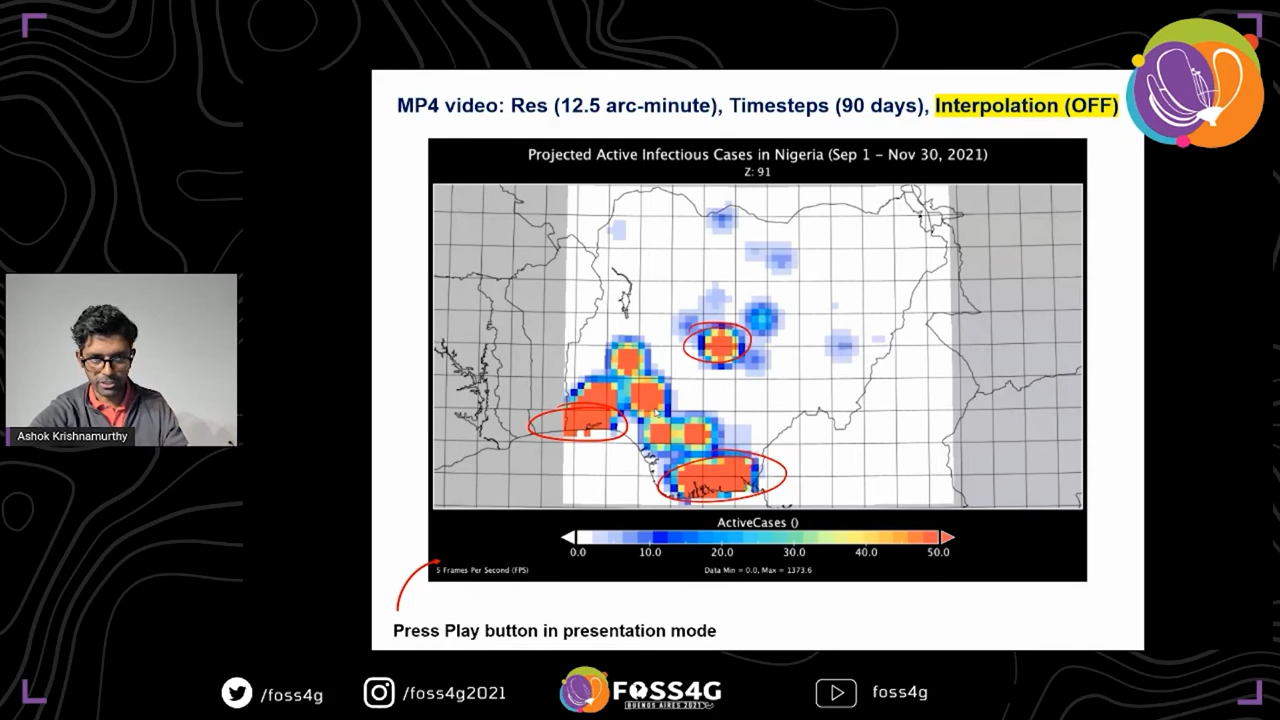 MP4 video: Res (12.5 arc-minute), Timesteps (90 days), Interpolation (OFF)
Projected Active Infectious Cases in Nigeria (Sep 1 – Nov 30, 2021)
Z: 91
ActiveCases ()
0.0 10.0 20.0 30.0 40.0 50.0
5 Frames Per Second (FPS)
Data Min = 0.0, Max = 1373.6
Press Play button in presentation mode
Ashok Krishnamurthy
/foss4g
/foss4g2021
FOSS4G
BUENOS AIRES 2021
foss4g